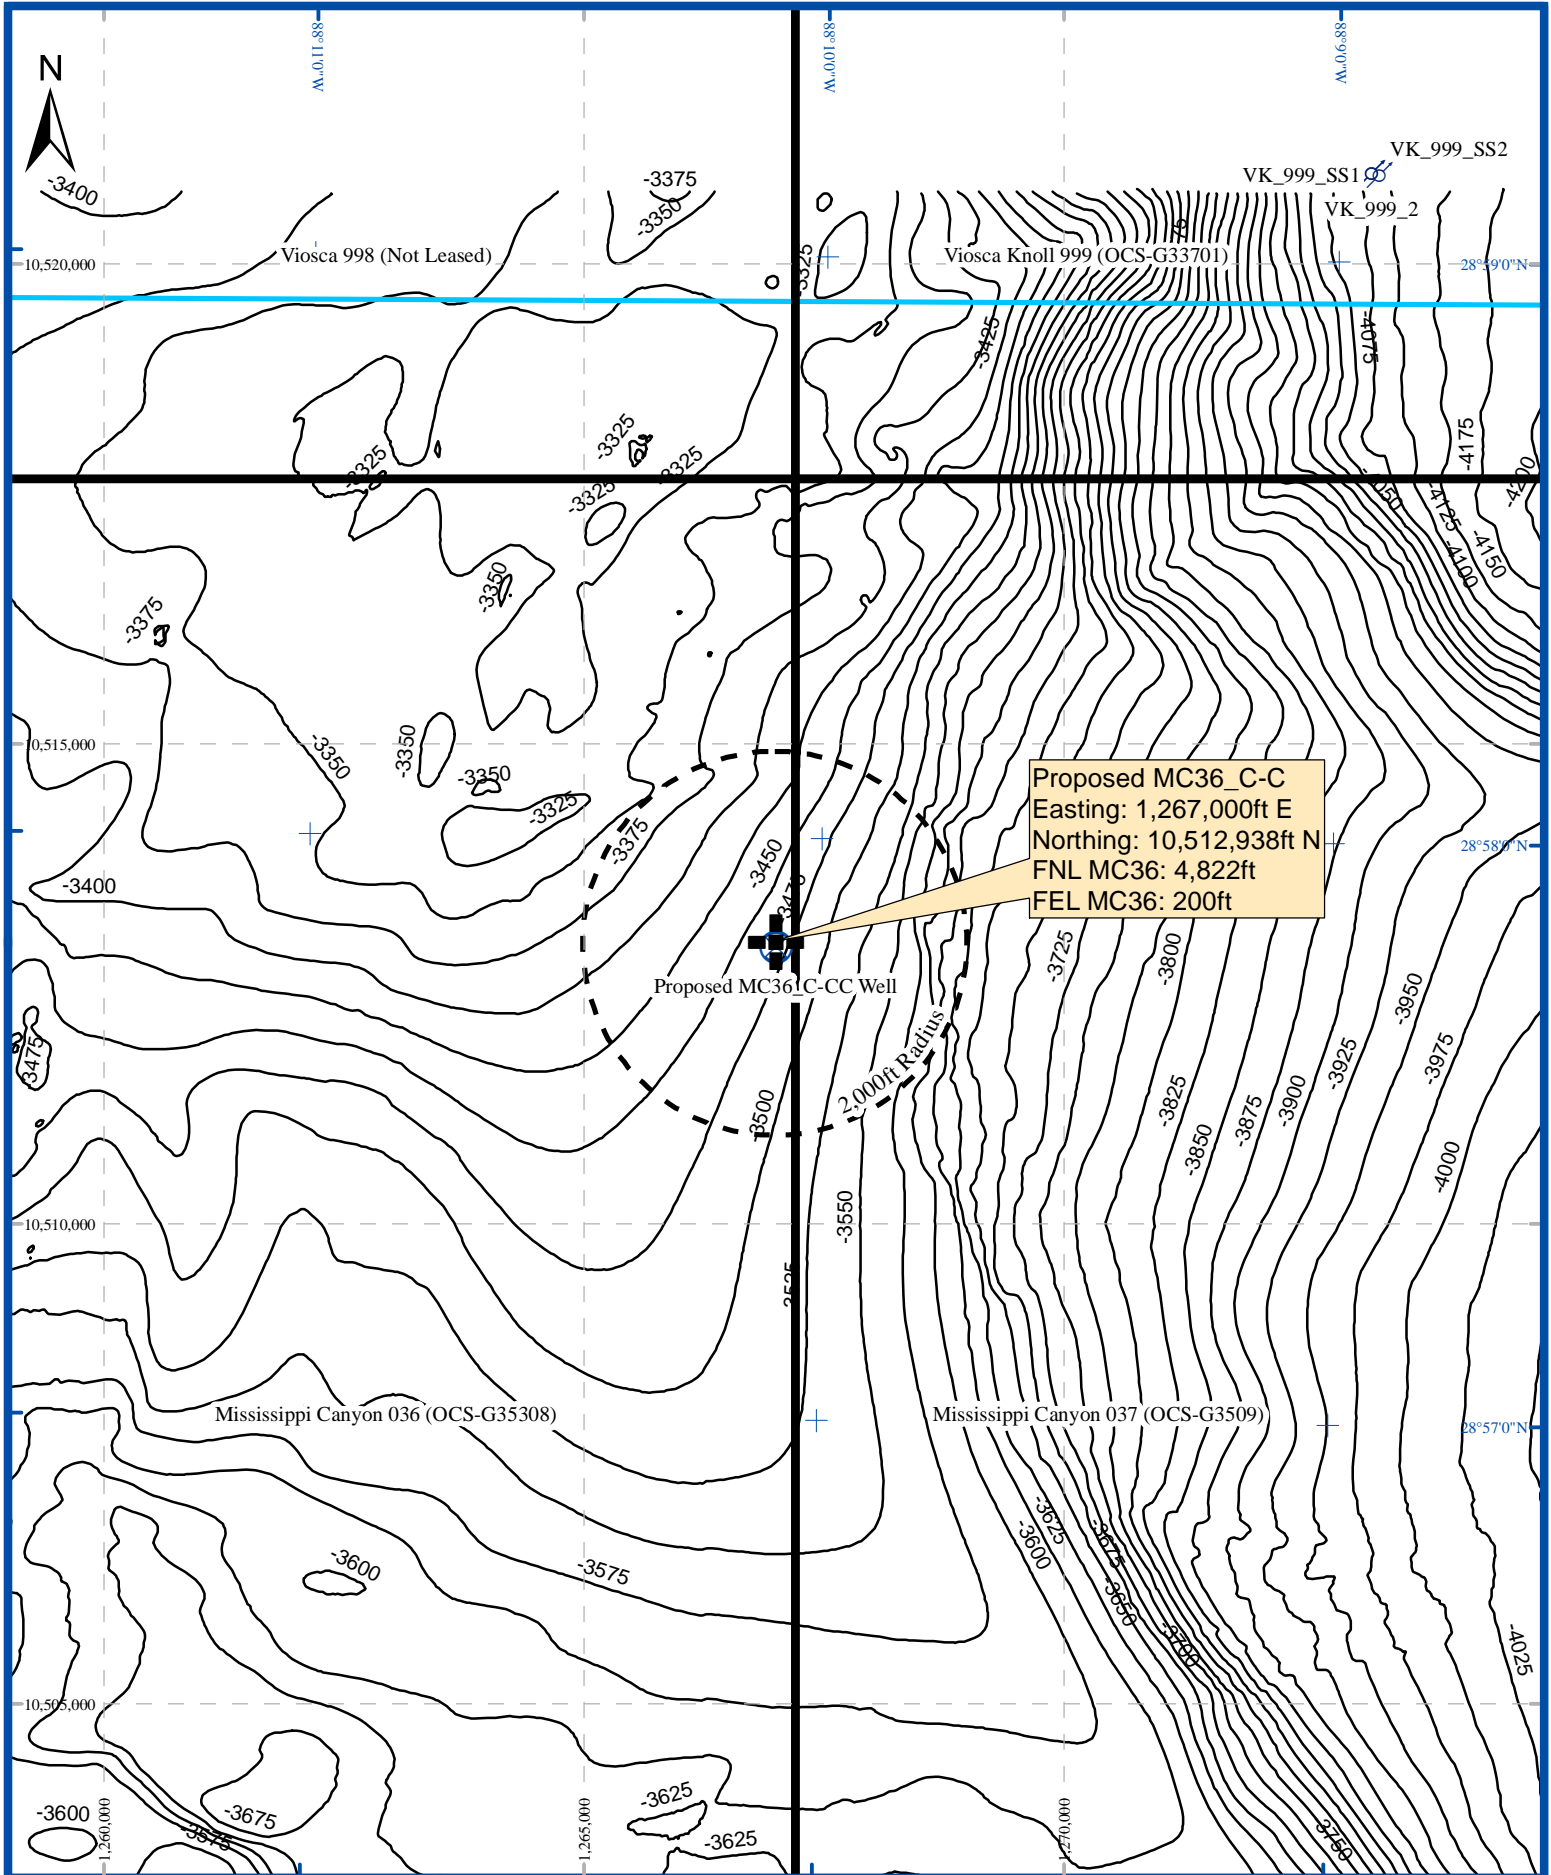 88°11'0"W
88°10'0"W
88°9'0"W
N
VK_999_SS2
VK_999_SS1
VK_999_2
-3400
-3375
-3350
-3325
Viosca 998 (Not Leased)
Viosca Knoll 999 (OCS-G33701)
10,520,000
28°59'0"N
-3425
-4075
-4175
-4200
-3325
-3325
-3325
-3325
-4125
-4150
-4100
-3350
-3375
10,515,000
-3350
-3350
-3350
-3325
-3375
-3450
Proposed MC36_C-C
Easting: 1,267,000ft E
Northing: 10,512,938ft N
FNL MC36: 4,822ft
FEL MC36: 200ft
28°58'0"N
-3400
-3725
-3800
-3950
Proposed MC36_C-CC Well
2,000ft Radius
-3925
-3975
-3475
-3500
-3825
-3875
-3900
-3850
-4000
-3550
10,510,000
3525
Mississippi Canyon 036 (OCS-G35308)
Mississippi Canyon 037 (OCS-G3509)
28°57'0"N
-3600
-3575
-3625
-3600
-3675
-3650
-3700
-4025
10,505,000
-3600
-3675
-3575
-3625
-3625
-3750
1,260,000
1,265,000
1,270,000